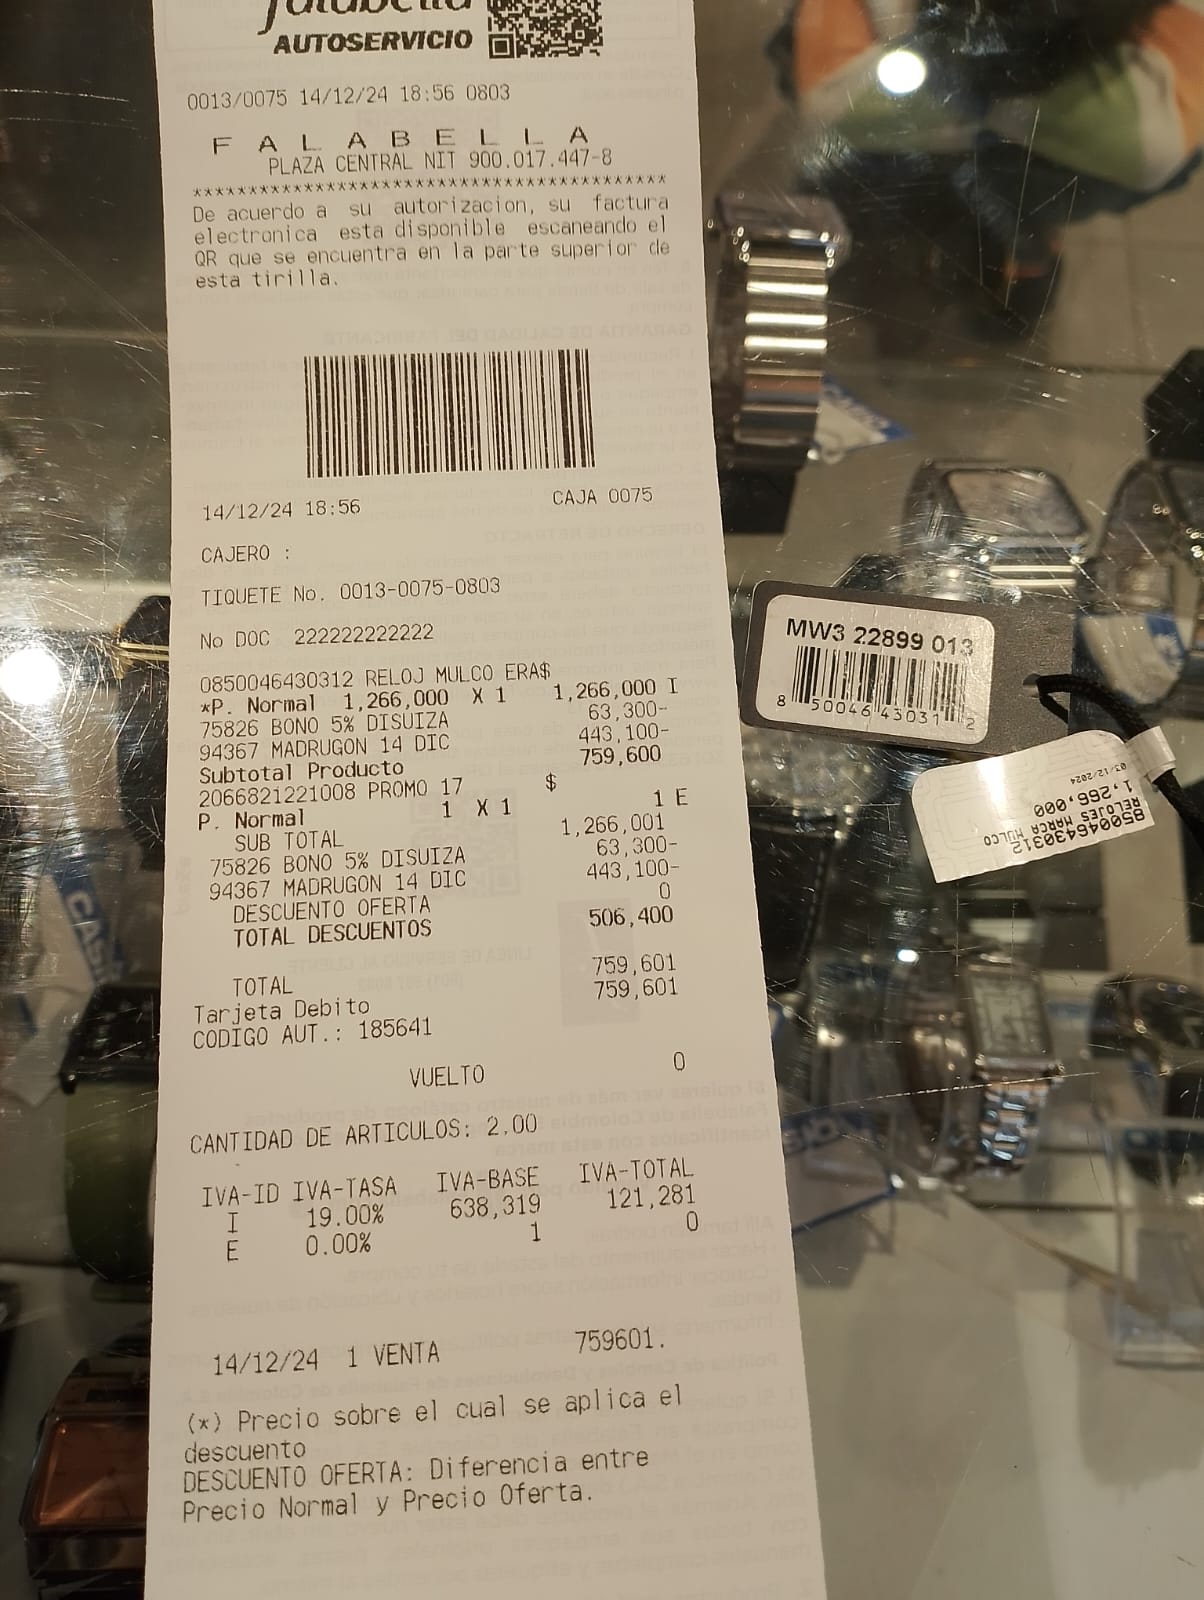 falabella
AUTOSERVICIO
0013/0075 14/12/24 18:56 0803
F A L A B E L L A
PLAZA CENTRAL NIT 900.017.447-8
******************************************
De acuerdo a su autorizacion, su factura
electronica esta disponible escaneando el
QR que se encuentra en la parte superior de
esta tirilla.
14/12/24 18:56 CAJA 0075
CAJERO :
TIQUETE No. 0013-0075-0803
No DOC 222222222222
0850046430312 RELOJ MULCO ERA$
*P. Normal 1,266,000 X 1 1,266,000 I
75826 BONO 5% DISUIZA 63,300-
94367 MADRUGON 14 DIC 443,100-
Subtotal Producto 759,600
2066821221008 PROMO 17 $
P. Normal 1 X 1 1 E
SUB TOTAL 1,266,001
75826 BONO 5% DISUIZA 63,300-
94367 MADRUGON 14 DIC 443,100-
DESCUENTO OFERTA 0
TOTAL DESCUENTOS 506,400
TOTAL 759,601
Tarjeta Debito 759,601
CODIGO AUT.: 185641
VUELTO 0
CANTIDAD DE ARTICULOS: 2,00
IVA-ID IVA-TASA IVA-BASE IVA-TOTAL
I 19.00% 638,319 121,281
E 0.00% 1 0
14/12/24 1 VENTA 759601.
(*) Precio sobre el cual se aplica el
descuento
DESCUENTO OFERTA: Diferencia entre
Precio Normal y Precio Oferta.
MW3 22899 013
8 50046 43031 2
850046430312
RELOJES MARCA MULCO
1,266,000
03/12/2024
CASIO